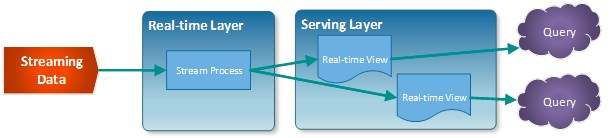 Real-time Layer
Serving Layer
Streaming
Data
Stream Process
Real-time View
Real-time View
Query
Query